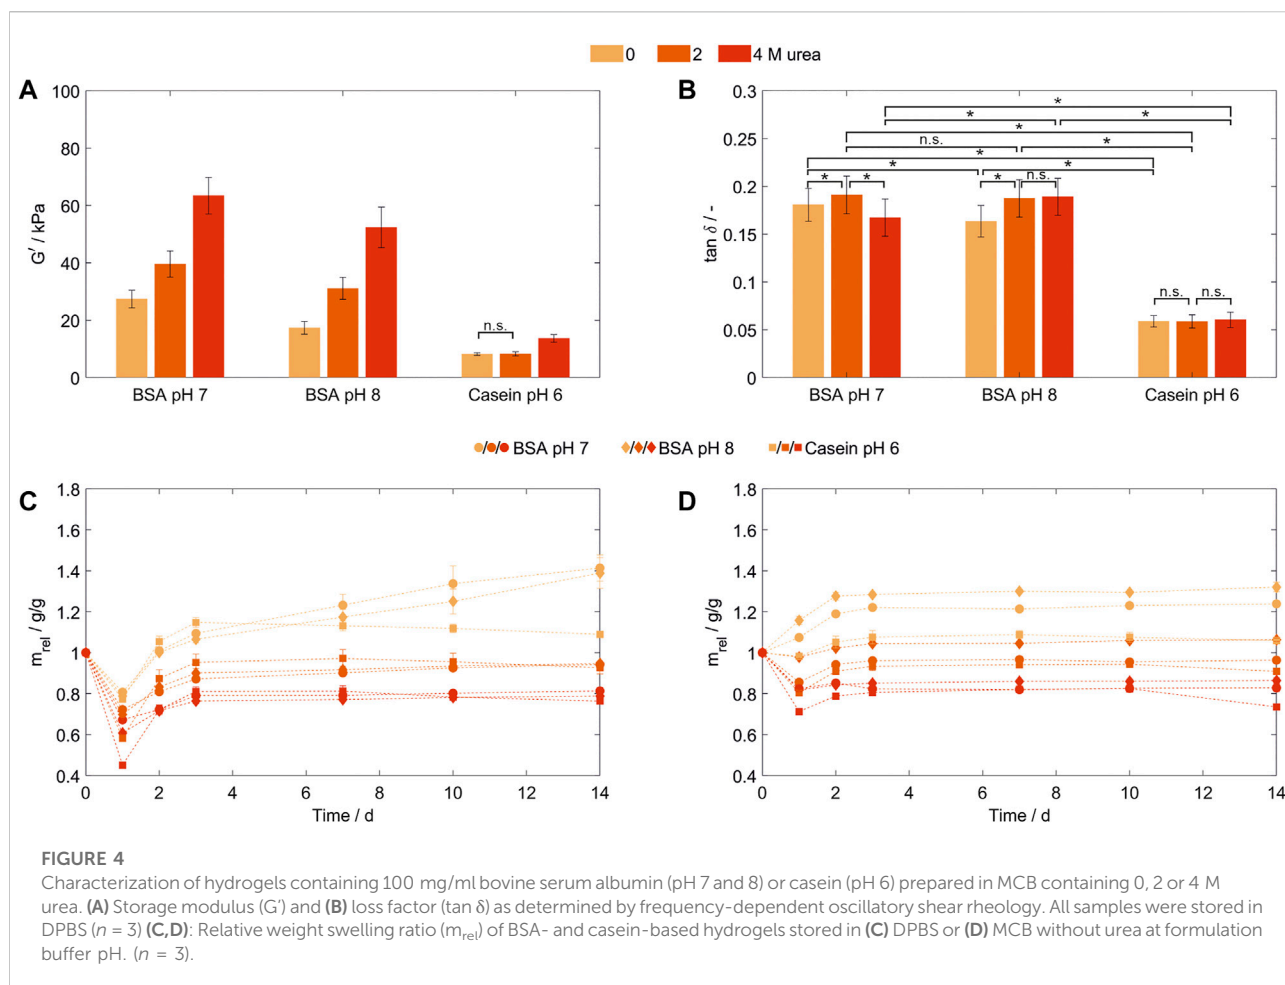 0 2 4 M urea
A
100
80
60
40
20
0
G′ / kPa
n.s.
BSA pH 7 BSA pH 8 Casein pH 6
B
0.3
0.25
0.2
0.15
0.1
0.05
0
tan δ / -
*
* *
*
n.s. *
*
* *
* * * n.s.
n.s. n.s.
BSA pH 7 BSA pH 8 Casein pH 6
/ / BSA pH 7 / / BSA pH 8 / / Casein pH 6
C
1.8
1.6
1.4
1.2
1.0
0.8
0.6
0.4
m_rel / g/g
0 2 4 6 8 10 12 14
Time / d
D
1.8
1.6
1.4
1.2
1.0
0.8
0.6
0.4
m_rel / g/g
0 2 4 6 8 10 12 14
Time / d
FIGURE 4
Characterization of hydrogels containing 100 mg/ml bovine serum albumin (pH 7 and 8) or casein (pH 6) prepared in MCB containing 0, 2 or 4 M
urea. (A) Storage modulus (G′) and (B) loss factor (tan δ) as determined by frequency-dependent oscillatory shear rheology. All samples were stored in
DPBS (n = 3) (C,D): Relative weight swelling ratio (m_rel) of BSA- and casein-based hydrogels stored in (C) DPBS or (D) MCB without urea at formulation
buffer pH. (n = 3).